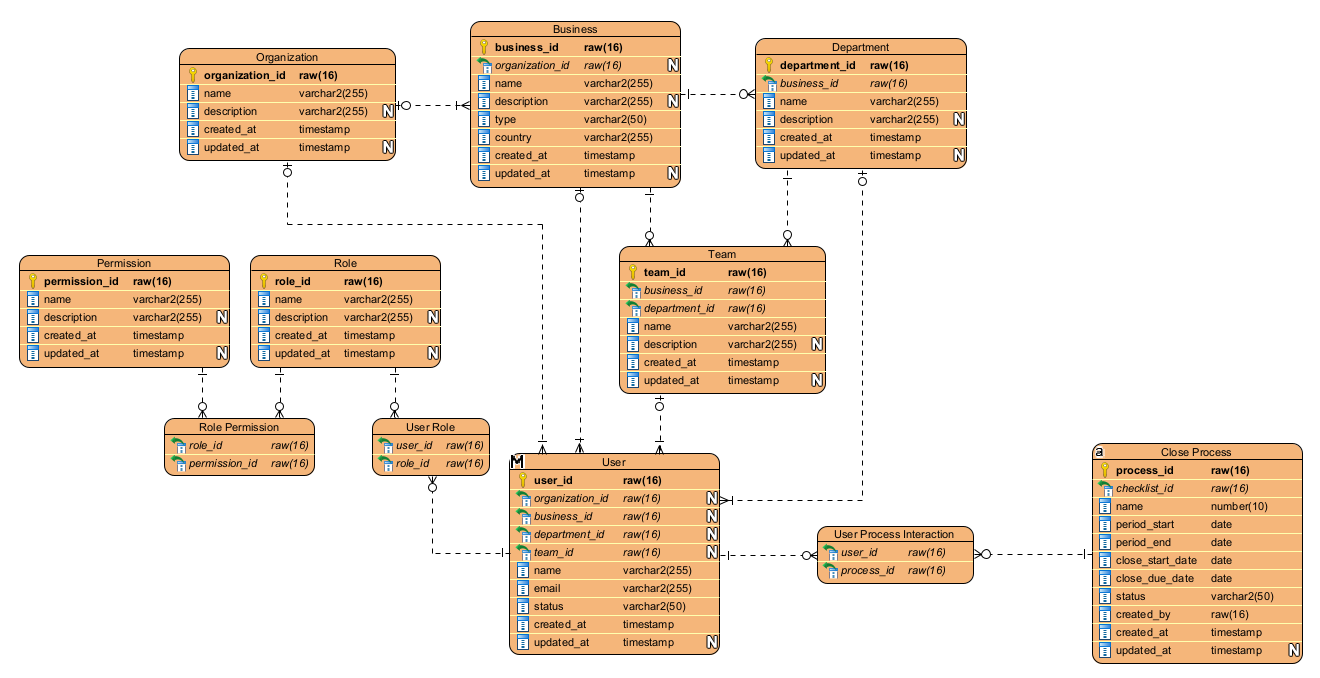 Organization
organization_id raw(16)
name varchar2(255)
description varchar2(255) N
created_at timestamp
updated_at timestamp N
Business
business_id raw(16)
organization_id raw(16) N
name varchar2(255)
description varchar2(255) N
type varchar2(50)
country varchar2(255)
created_at timestamp
updated_at timestamp N
Department
department_id raw(16)
business_id raw(16)
name varchar2(255)
description varchar2(255) N
created_at timestamp
updated_at timestamp N
Permission
permission_id raw(16)
name varchar2(255)
description varchar2(255) N
created_at timestamp
updated_at timestamp N
Role
role_id raw(16)
name varchar2(255)
description varchar2(255) N
created_at timestamp
updated_at timestamp N
Team
team_id raw(16)
business_id raw(16)
department_id raw(16)
name varchar2(255)
description varchar2(255) N
created_at timestamp
updated_at timestamp N
Role Permission
role_id raw(16)
permission_id raw(16)
User Role
user_id raw(16)
role_id raw(16)
M User
user_id raw(16)
organization_id raw(16) N
business_id raw(16) N
department_id raw(16) N
team_id raw(16) N
name varchar2(255)
email varchar2(255)
status varchar2(50)
created_at timestamp
updated_at timestamp N
User Process Interaction
user_id raw(16)
process_id raw(16)
a Close Process
process_id raw(16)
checklist_id raw(16)
name number(10)
period_start date
period_end date
close_start_date date
close_due_date date
status varchar2(50)
created_by raw(16)
created_at timestamp
updated_at timestamp N